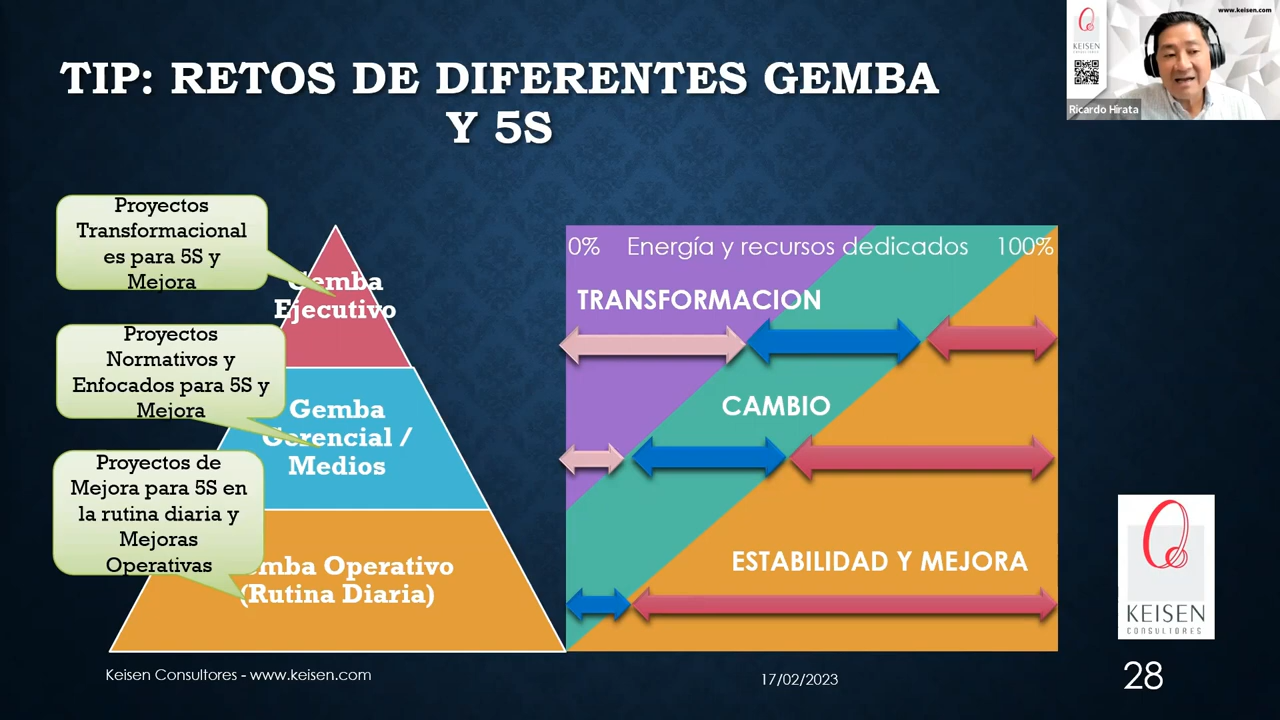 TIP: RETOS DE DIFERENTES GEMBA
Y 5S
www.keisen.com
KEISEN
Ricardo Hirata
Proyectos
Transformacional
es para 5S y
Mejora
Gemba
Ejecutivo
Proyectos
Normativos y
Enfocados para 5S y
Mejora
Gemba
Gerencial /
Medios
Proyectos de
Mejora para 5S en
la rutina diaria y
Mejoras
Operativas
mba Operativo
(Rutina Diaria)
0% Energía y recursos dedicados 100%
TRANSFORMACION
CAMBIO
ESTABILIDAD Y MEJORA
KEISEN
CONSULTORES
Keisen Consultores - www.keisen.com
17/02/2023
28